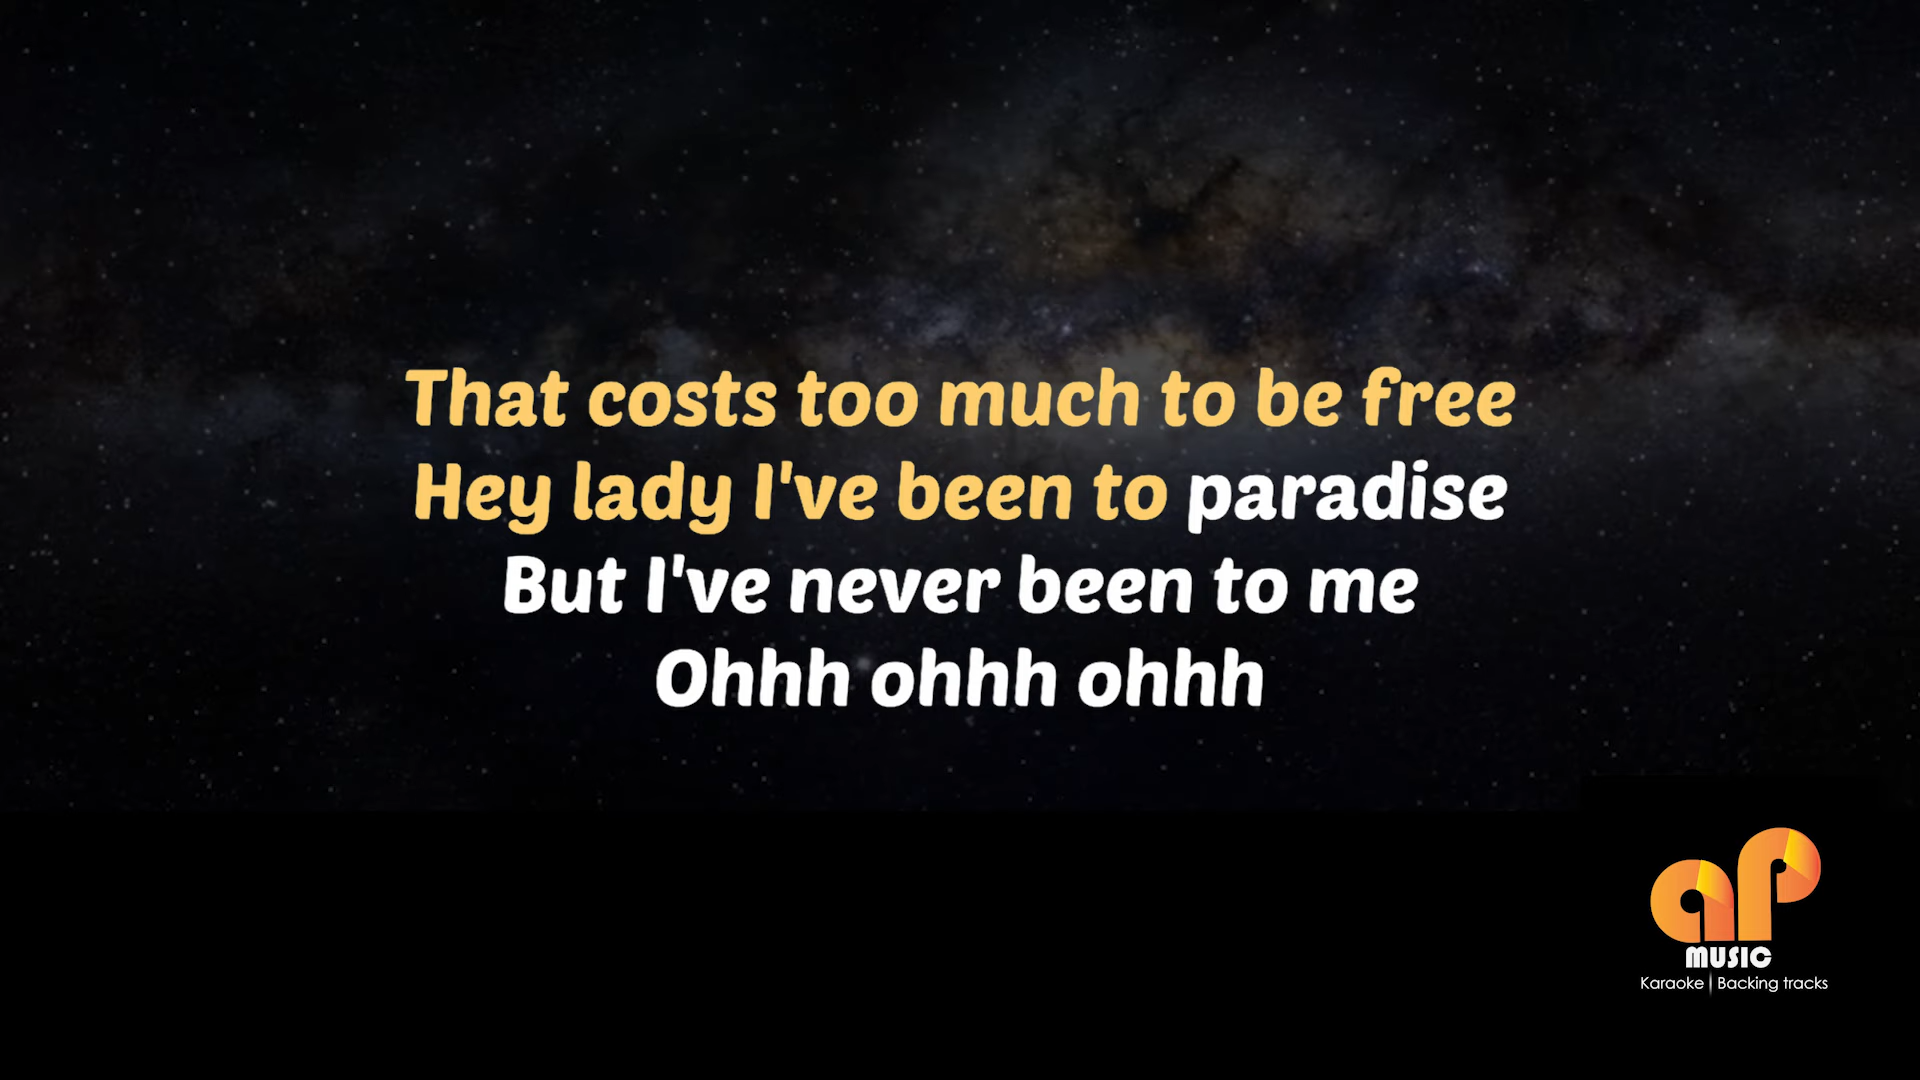 That costs too much to be free
Hey lady I've been to paradise
But I've never been to me
Ohhh ohhh ohhh
ap
MUSIC
Karaoke | Backing tracks